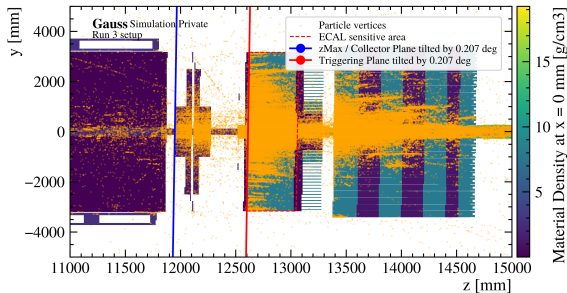 Gauss Simulation Private
Run 3 setup
Particle vertices
ECAL sensitive area
zMax / Collector Plane tilted by 0.207 deg
Triggering Plane tilted by 0.207 deg
y [mm]
4000
2000
0
−2000
−4000
11000 11500 12000 12500 13000 13500 14000 14500 15000
z [mm]
15
10
5
Material Density at x = 0 mm [g/cm3]